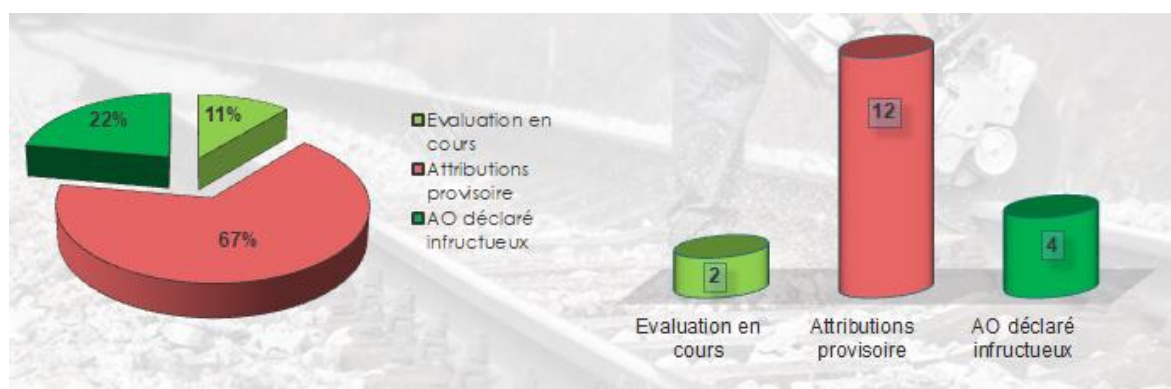 22%
11%
67%
Evaluation en
cours
Attributions
provisoire
AO déclaré
infructueux
2
12
4
Evaluation en
cours
Attributions
provisoire
AO déclaré
infructueux